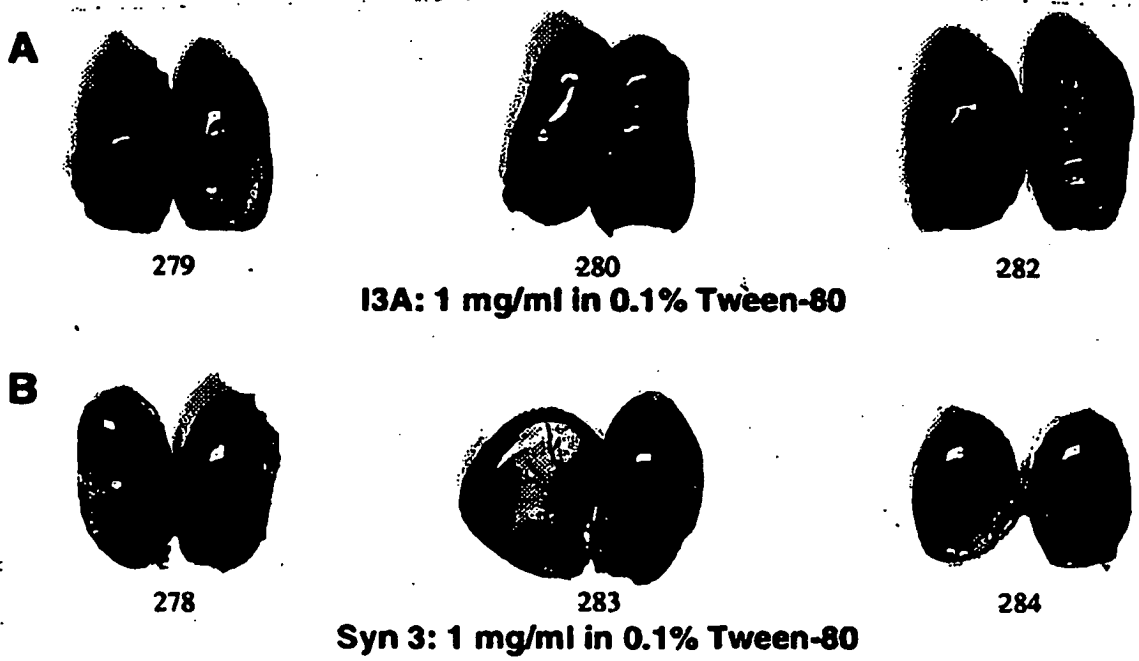 A
279 280 282
I3A: 1 mg/ml in 0.1% Tween-80
B
278 283 284
Syn 3: 1 mg/ml in 0.1% Tween-80